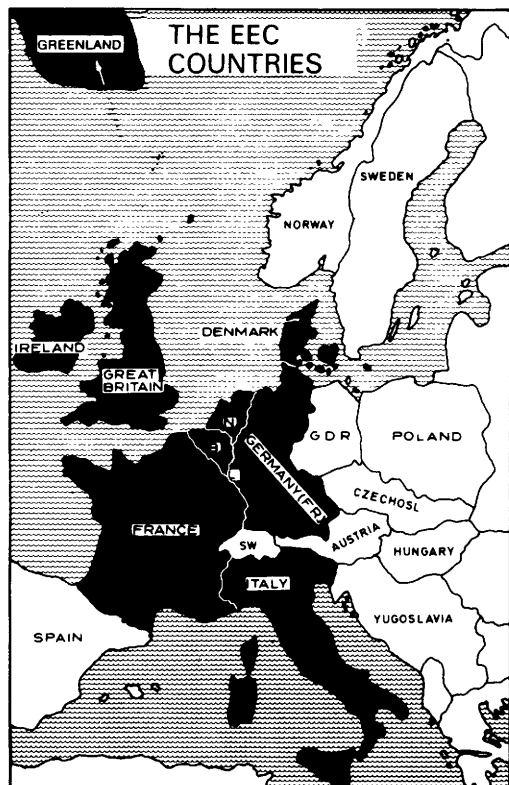 THE EEC
COUNTRIES
GREENLAND
SWEDEN
NORWAY
DENMARK
IRELAND
GREAT
BRITAIN
N
B
L
GERMANY(FR)
GDR
POLAND
CZECHOSL
FRANCE
SW
AUSTRIA
HUNGARY
ITALY
YUGOSLAVIA
SPAIN